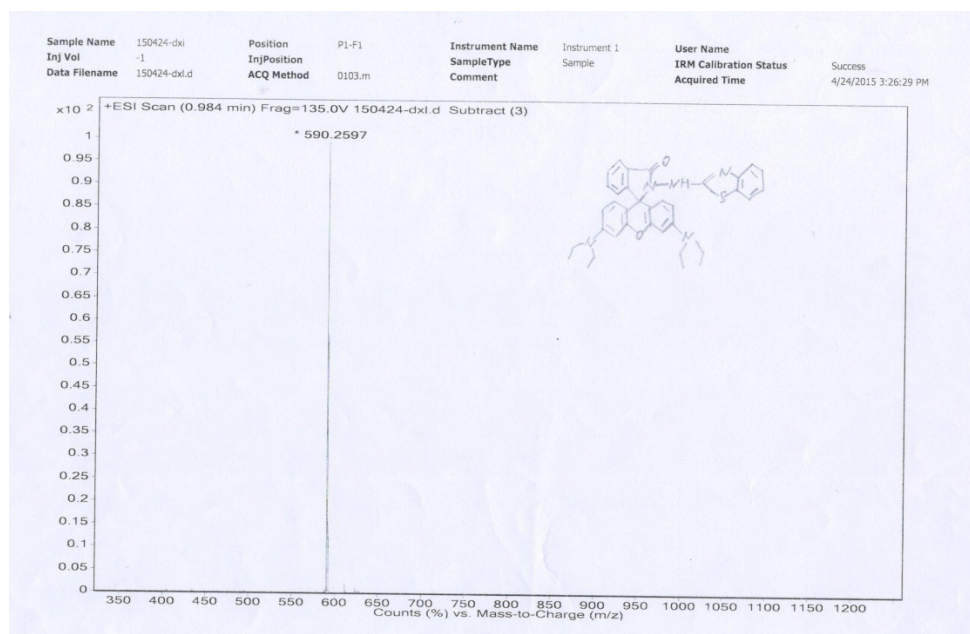 Sample Name 150424-dxi Position P1-F1 Instrument Name Instrument 1 User Name
Inj Vol -1 InjPosition SampleType Sample IRM Calibration Status Success
Data Filename 150424-dxl.d ACQ Method 0103.m Comment Acquired Time 4/24/2015 3:26:29 PM
x10 2 +ESI Scan (0.984 min) Frag=135.0V 150424-dxl.d Subtract (3)
1 * 590.2597
0.95
0.9
0.85
0.8
0.75
0.7
0.65
0.6
0.55
0.5
0.45
0.4
0.35
0.3
0.25
0.2
0.15
0.1
0.05
0
O
N-NH
N
S
N O N
350 400 450 500 550 600 650 700 750 800 850 900 950 1000 1050 1100 1150 1200
Counts (%) vs. Mass-to-Charge (m/z)